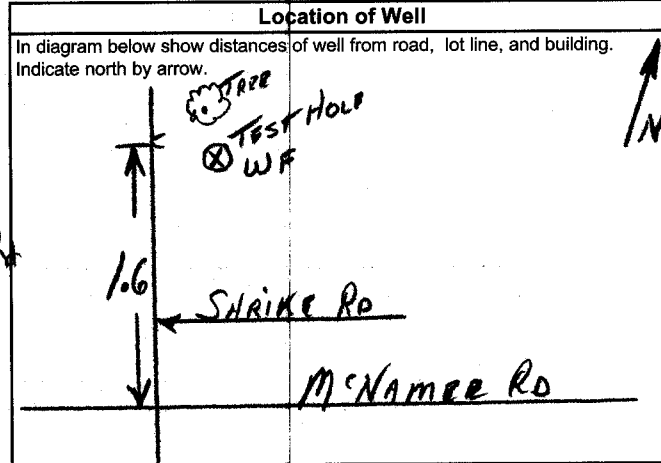 Location of Well
In diagram below show distances of well from road, lot line, and building.
Indicate north by arrow.
TREE
TEST HOLE
WF
N
1.6
SHRIKE RD
McNAMEE RD